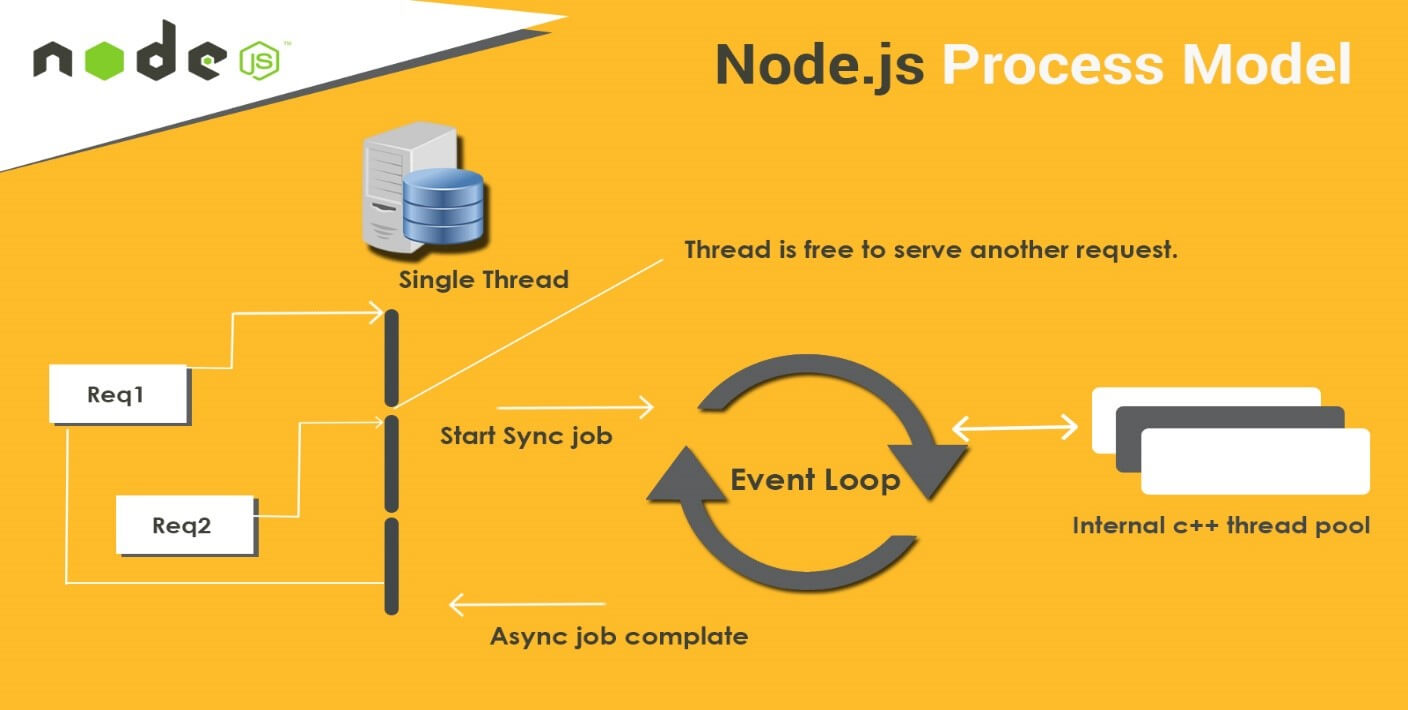 node JS ™
Node.js Process Model
Single Thread
Thread is free to serve another request.
Req1
Start Sync job
Event Loop
Req2
Internal c++ thread pool
Async job complate